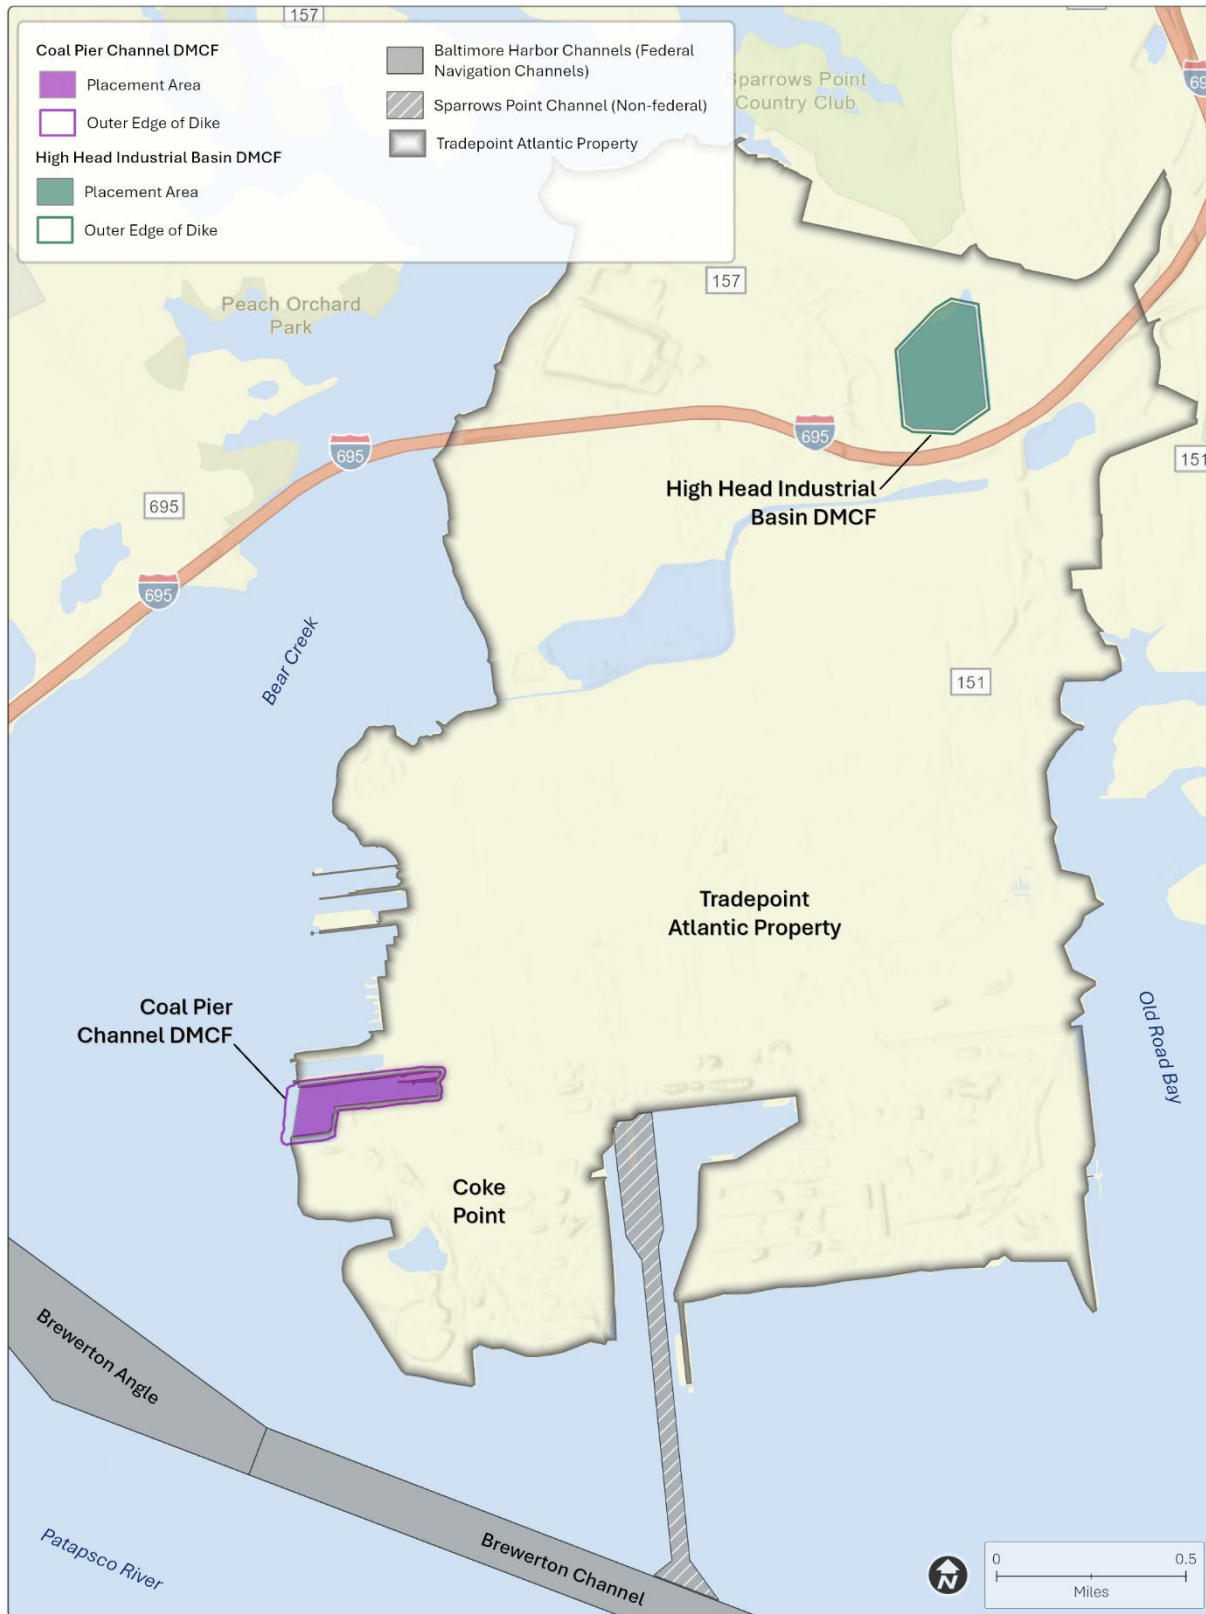 157
Coal Pier Channel DMCF
Placement Area
Outer Edge of Dike
High Head Industrial Basin DMCF
Placement Area
Outer Edge of Dike
Baltimore Harbor Channels (Federal
Navigation Channels)
Sparrows Point Channel (Non-federal)
Tradepoint Atlantic Property
Sparrows Point
Country Club
69
157
Peach Orchard
Park
695
695
151
High Head Industrial
Basin DMCF
695
695
Bear Creek
151
Tradepoint
Atlantic Property
Coal Pier
Channel DMCF
Old Road Bay
Coke
Point
Brewerton Angle
Brewerton Channel
Patapsco River
N
0
0.5
Miles